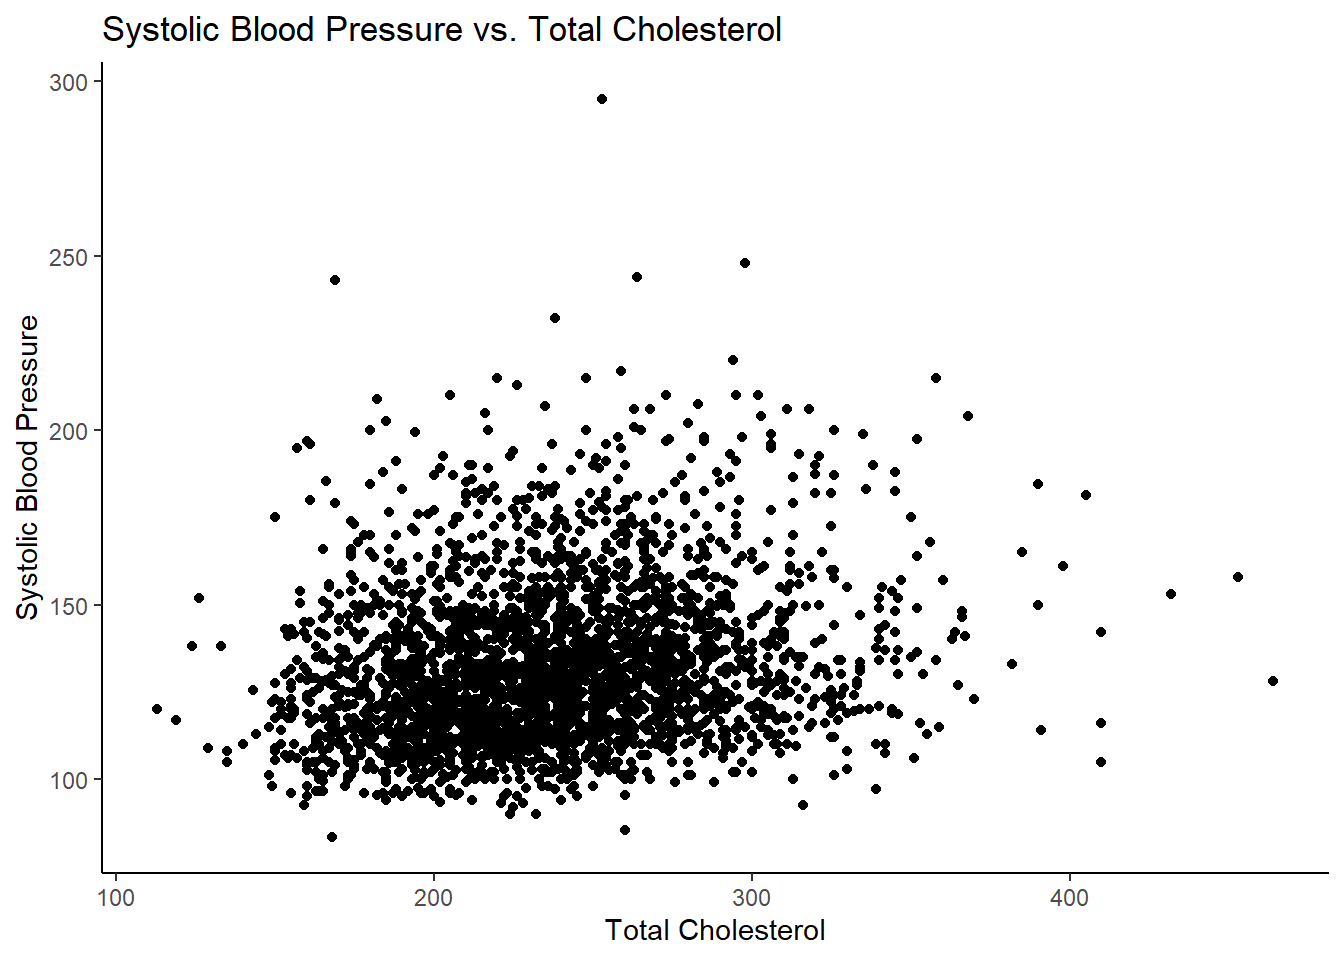 Systolic Blood Pressure vs. Total Cholesterol
300
250
200
150
100
Systolic Blood Pressure
100 200 300 400
Total Cholesterol